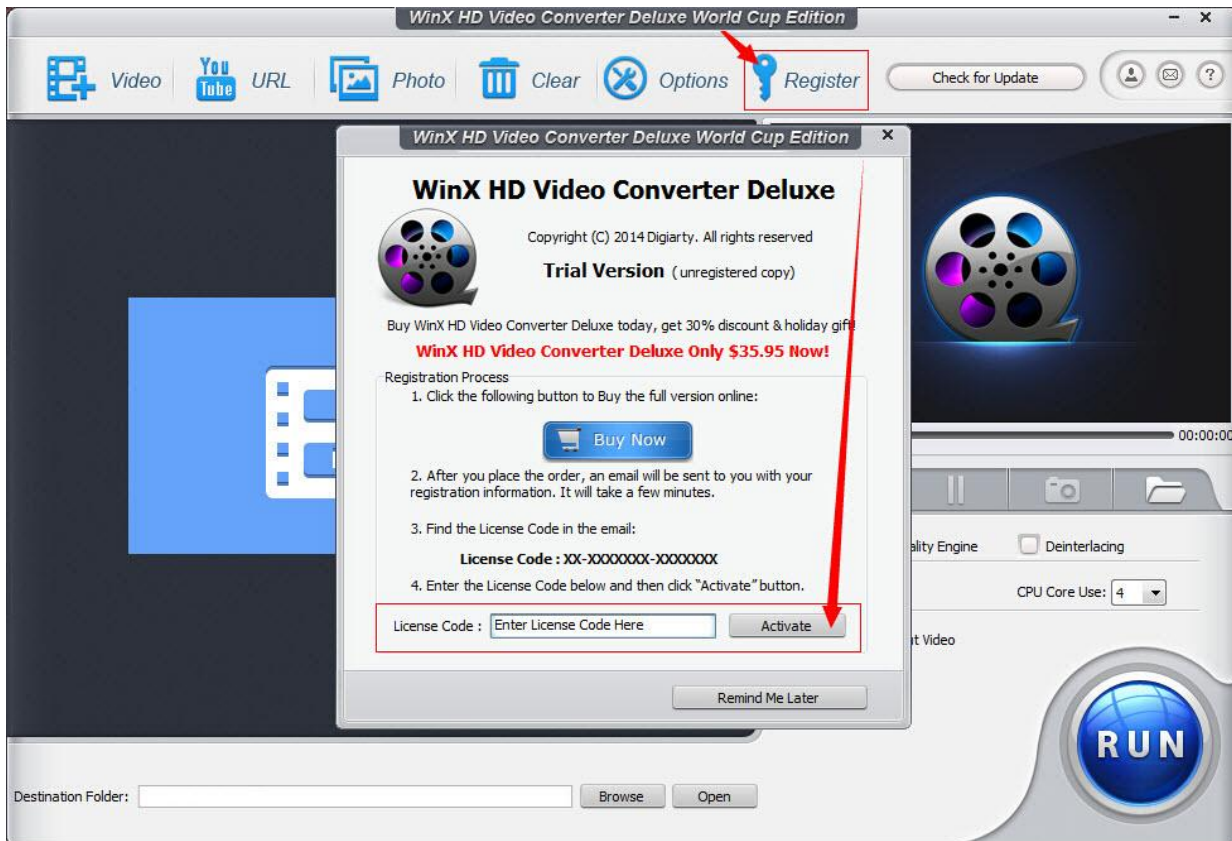 WinX HD Video Converter Deluxe World Cup Edition
Video
You Tube
URL
Photo
Clear
Options
Register
Check for Update
?
WinX HD Video Converter Deluxe World Cup Edition
WinX HD Video Converter Deluxe
Copyright (C) 2014 Digiarty. All rights reserved
Trial Version (unregistered copy)
Buy WinX HD Video Converter Deluxe today, get 30% discount & holiday gift!
WinX HD Video Converter Deluxe Only $35.95 Now!
Registration Process
1. Click the following button to Buy the full version online:
Buy Now
2. After you place the order, an email will be sent to you with your
registration information. It will take a few minutes.
3. Find the License Code in the email:
License Code : XX-XXXXXXX-XXXXXXX
4. Enter the License Code below and then click "Activate" button.
License Code :
Enter License Code Here
Activate
Remind Me Later
00:00:00
ality Engine
Deinterlacing
CPU Core Use:
4
ut Video
RUN
Destination Folder:
Browse
Open